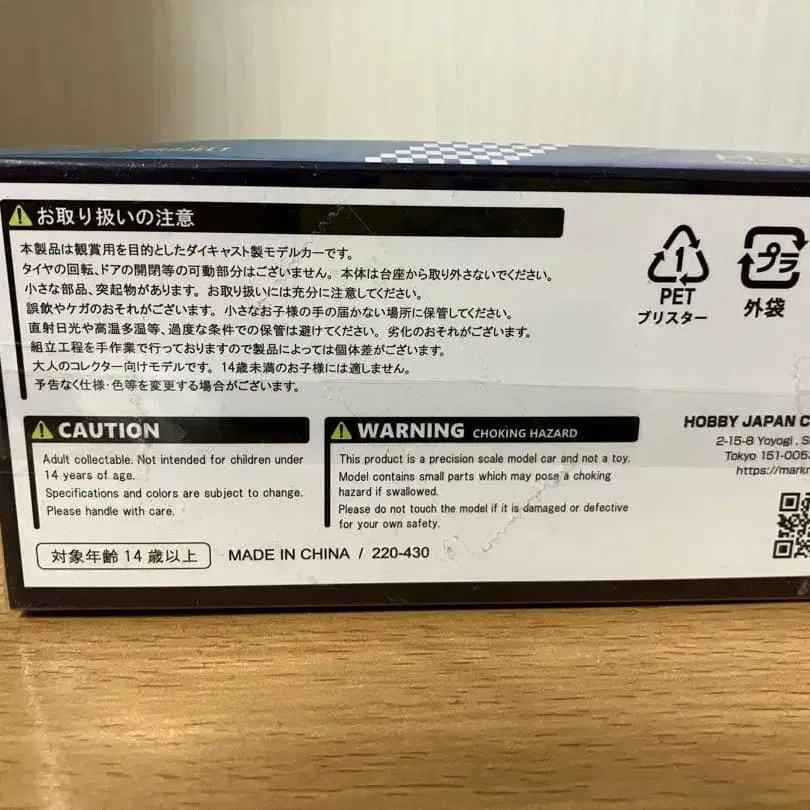 PROJECT
お取り扱いの注意
本製品は観賞用を目的としたダイキャスト製モデルカーです。
タイヤの回転、ドアの開閉等の可動部分はございません。本体は台座から取り外さないでください。
小さな部品、突起物があります。お取り扱いには充分に注意してください。
誤飲やケガのおそれがございます。小さなお子様の手の届かない場所に保管してください。
直射日光や高温多湿等、過度な条件での保管は避けてください。劣化のおそれがございます。
組立工程を手作業で行っておりますので製品によっては個体差がございます。
大人のコレクター向けモデルです。14歳未満のお子様には適しません。
予告なく仕様・色等を変更する場合がございます。
1
PET
ブリスター
プラ
外袋
CAUTION
Adult collectable. Not intended for children under
14 years of age.
Specifications and colors are subject to change.
Please handle with care.
WARNING CHOKING HAZARD
This product is a precision scale model car and not a toy.
Model contains small parts which may pose a choking
hazard if swallowed.
Please do not touch the model if it is damaged or defective
for your own safety.
HOBBY JAPAN C
2-15-8 Yoyogi, S
Tokyo 151-005
https://mark
対象年齢14歳以上
MADE IN CHINA / 220-430